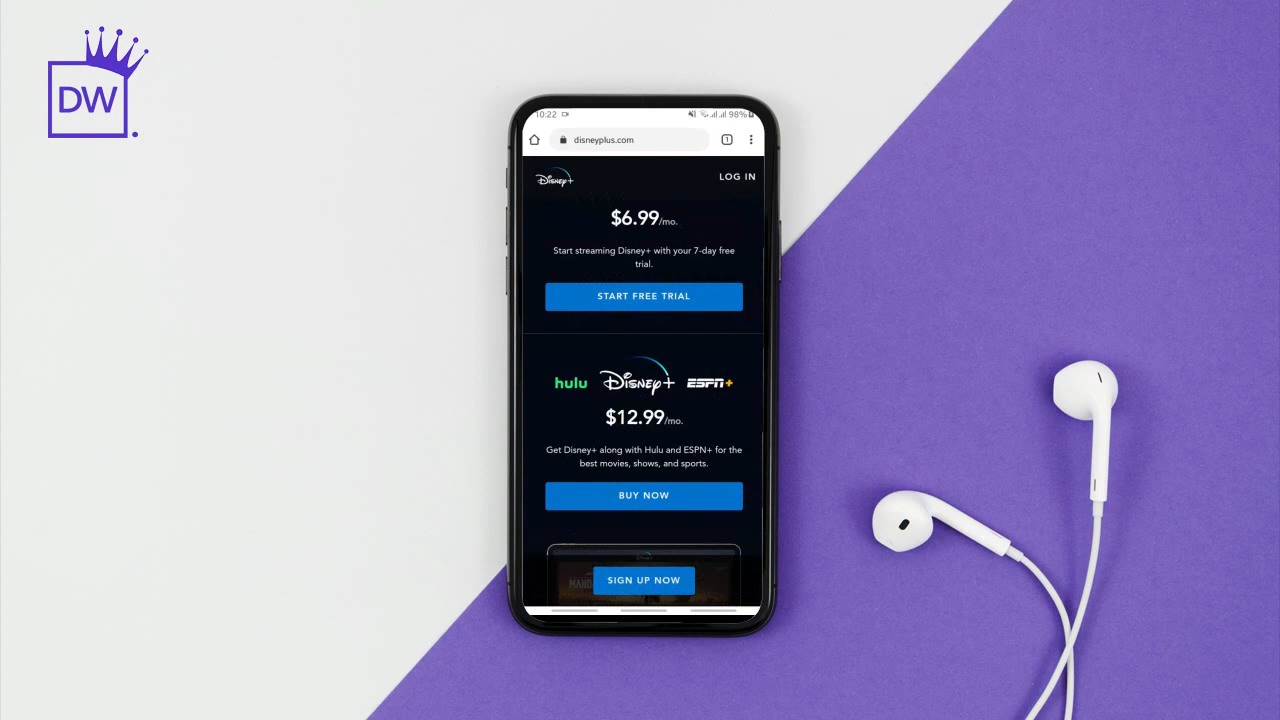 DW
10:22
98%
disneyplus.com
1
Disney+
LOG IN
$6.99/mo.
Start streaming Disney+ with your 7-day free
trial.
START FREE TRIAL
hulu Disney+ ESPN+
$12.99/mo.
Get Disney+ along with Hulu and ESPN+ for the
best movies, shows, and sports.
BUY NOW
Disney+
MAND
SIGN UP NOW